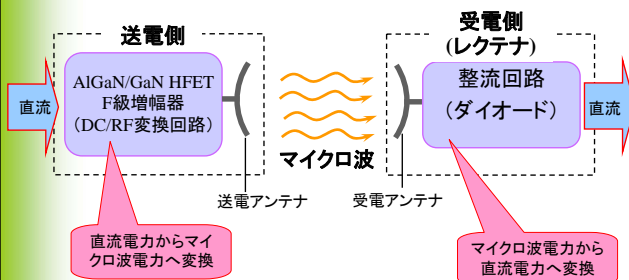 送電側
受電側
(レクテナ)
直流
AlGaN/GaN HFET
F級増幅器
（DC/RF変換回路）
マイクロ波
整流回路
（ダイオード）
直流
送電アンテナ
受電アンテナ
直流電力からマイ
クロ波電力へ変換
マイクロ波電力から
直流電力へ変換